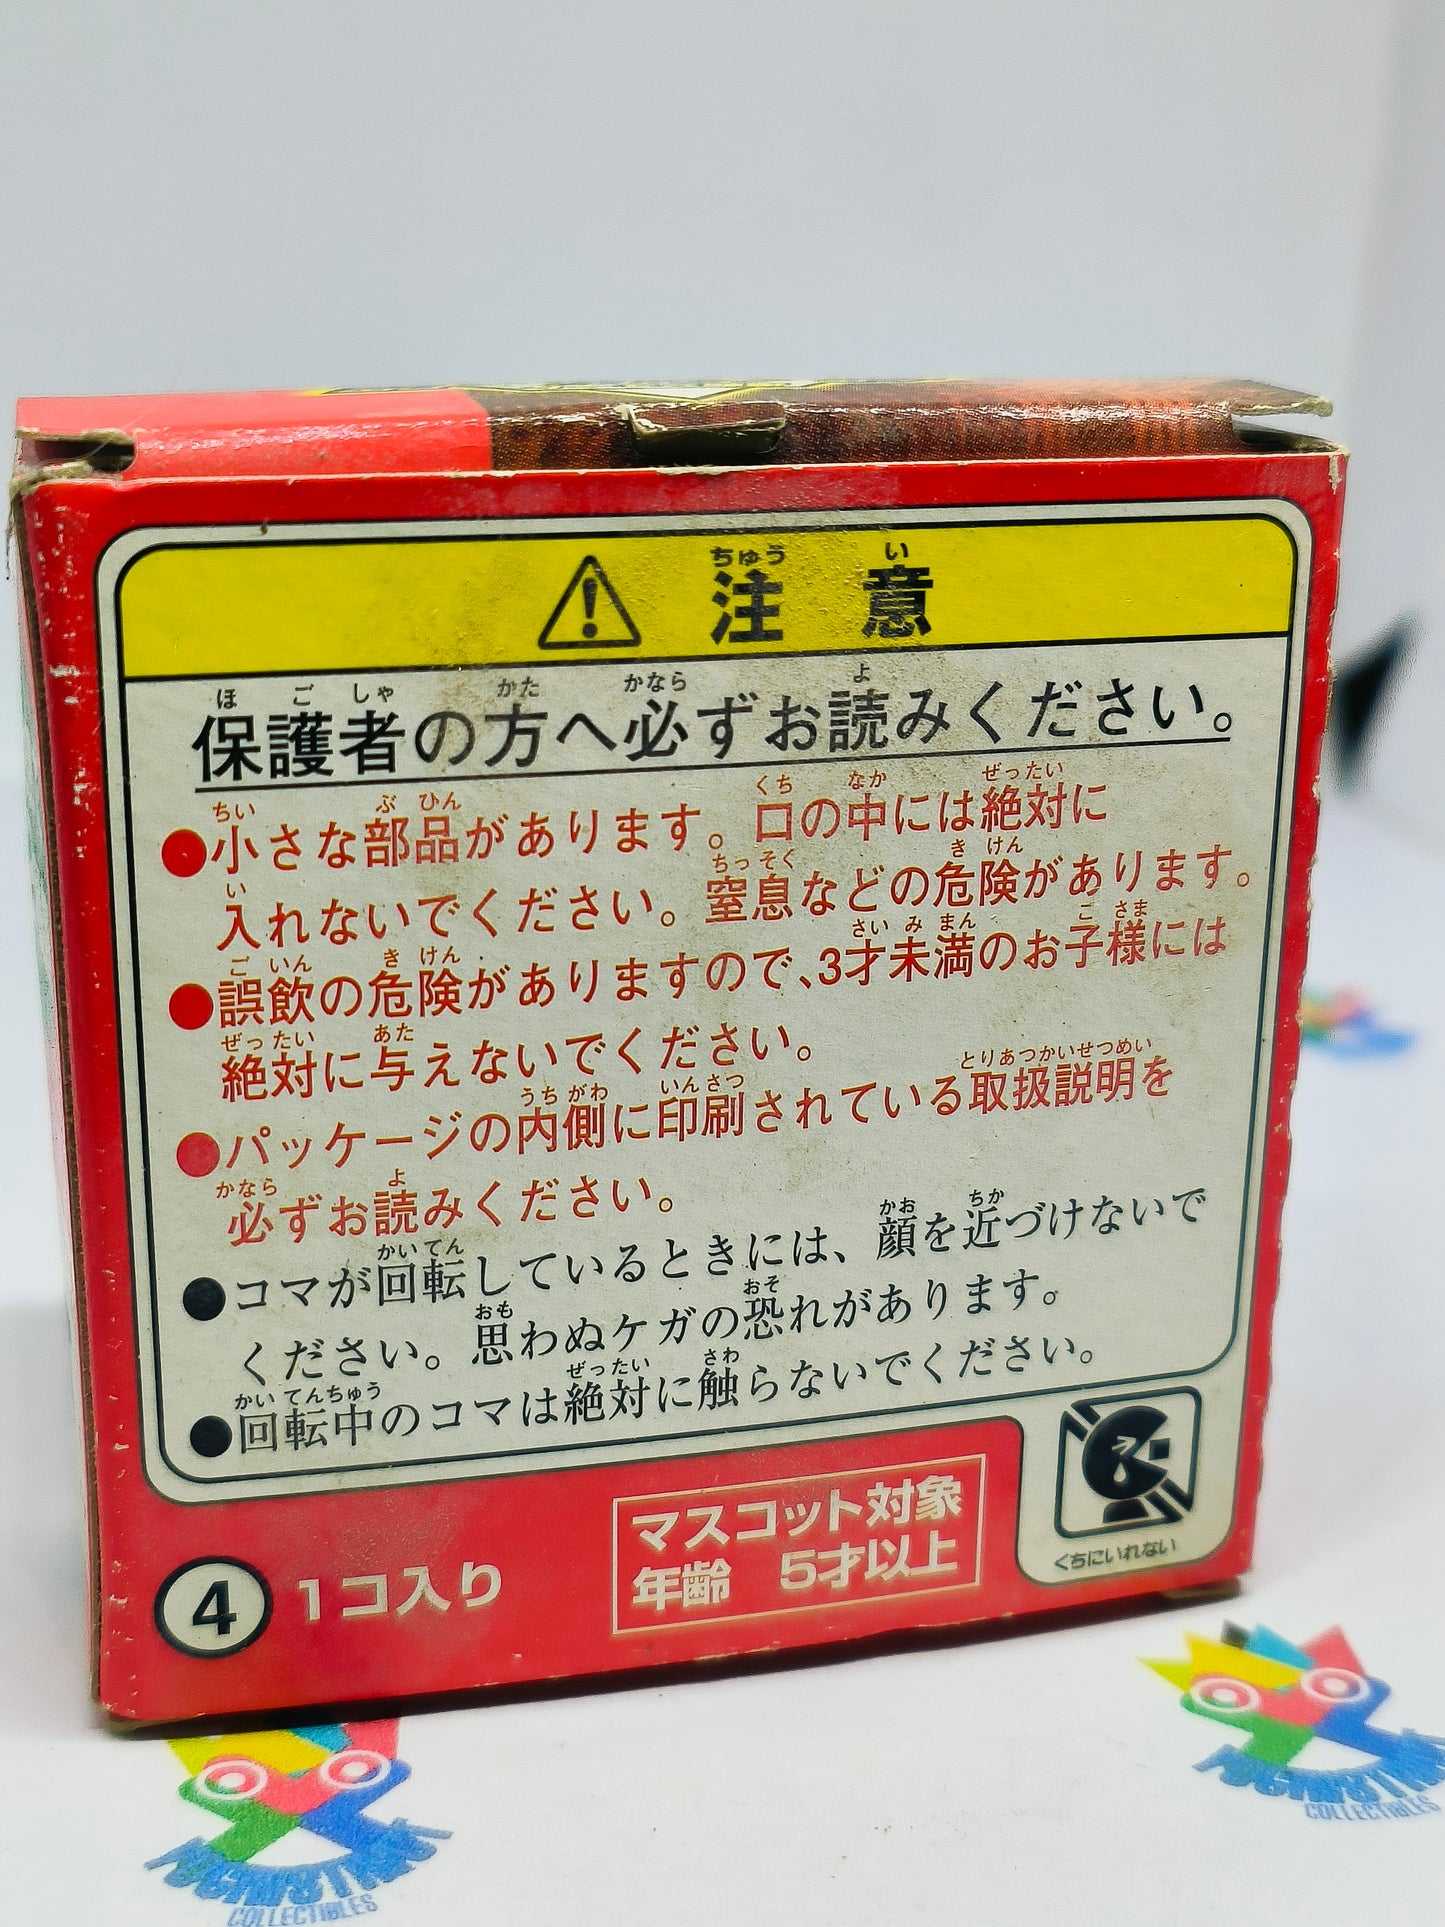 注意
保護者の方へ必ずお読みください。
●小さな部品があります。口の中には絶対に
入れないでください。窒息などの危険があります。
●誤飲の危険がありますので、3才未満のお子様には
絶対に与えないでください。
●パッケージの内側に印刷されている取扱説明を
必ずお読みください。
●コマが回転しているときには、顔を近づけないで
ください。思わぬケガの恐れがあります。
●回転中のコマは絶対に触らないでください。
くちにいれない
マスコット対象
年齢 5才以上
④ 1コ入り
COLLECTIBLES
COLLECTIBLES